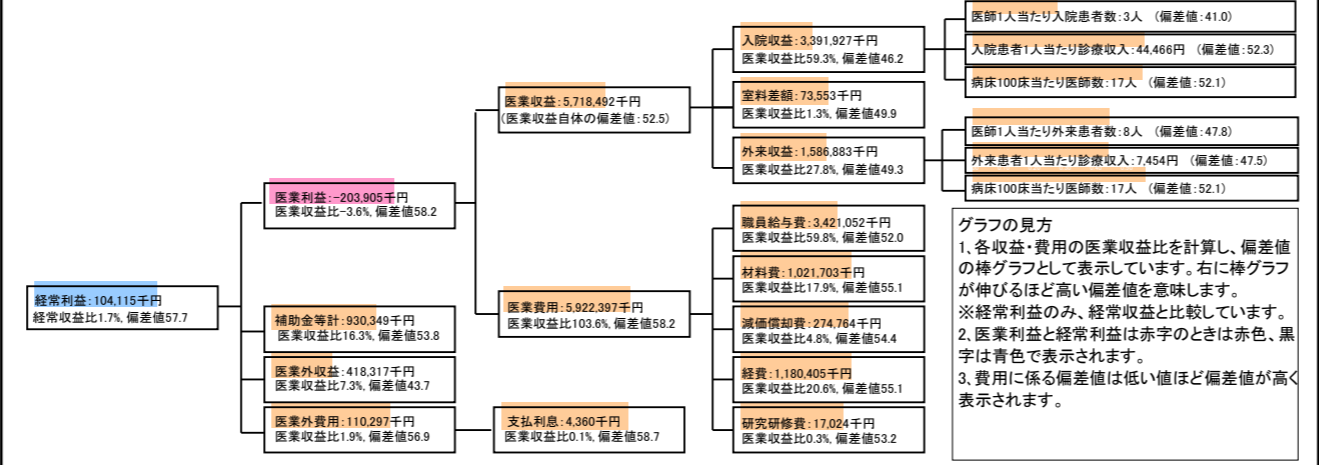 経常利益:104,115千円
経常収益比1.7%, 偏差値57.7
医業利益:-203,905千円
医業収益比-3.6%, 偏差値58.2
補助金等計:930,349千円
医業収益比16.3%, 偏差値53.8
医業外収益:418,317千円
医業収益比7.3%, 偏差値43.7
医業外費用:110,297千円
医業収益比1.9%, 偏差値56.9
医業収益:5,718,492千円
(医業収益自体の偏差値:52.5)
医業費用:5,922,397千円
医業収益比103.6%, 偏差値58.2
支払利息:4,360千円
医業収益比0.1%, 偏差値58.7
入院収益:3,391,927千円
医業収益比59.3%, 偏差値46.2
室料差額:73,553千円
医業収益比1.3%, 偏差値49.9
外来収益:1,586,883千円
医業収益比27.8%, 偏差値49.3
職員給与費:3,421,052千円
医業収益比59.8%, 偏差値52.0
材料費:1,021,703千円
医業収益比17.9%, 偏差値55.1
減価償却費:274,764千円
医業収益比4.8%, 偏差値54.4
経費:1,180,405千円
医業収益比20.6%, 偏差値55.1
研究研修費:17,024千円
医業収益比0.3%, 偏差値53.2
医師1人当たり入院患者数:3人 (偏差値:41.0)
入院患者1人当たり診療収入:44,466円 (偏差値:52.3)
病床100床当たり医師数:17人 (偏差値:52.1)
医師1人当たり外来患者数:8人 (偏差値:47.8)
外来患者1人当たり診療収入:7,454円 (偏差値:47.5)
病床100床当たり医師数:17人 (偏差値:52.1)
グラフの見方
1、各収益・費用の医業収益比を計算し、偏差値
の棒グラフとして表示しています。右に棒グラフ
が伸びるほど高い偏差値を意味します。
※経常利益のみ、経常収益と比較しています。
2、医業利益と経常利益は赤字のときは赤色、黒
字は青色で表示されます。
3、費用に係る偏差値は低い値ほど偏差値が高く
表示されます。